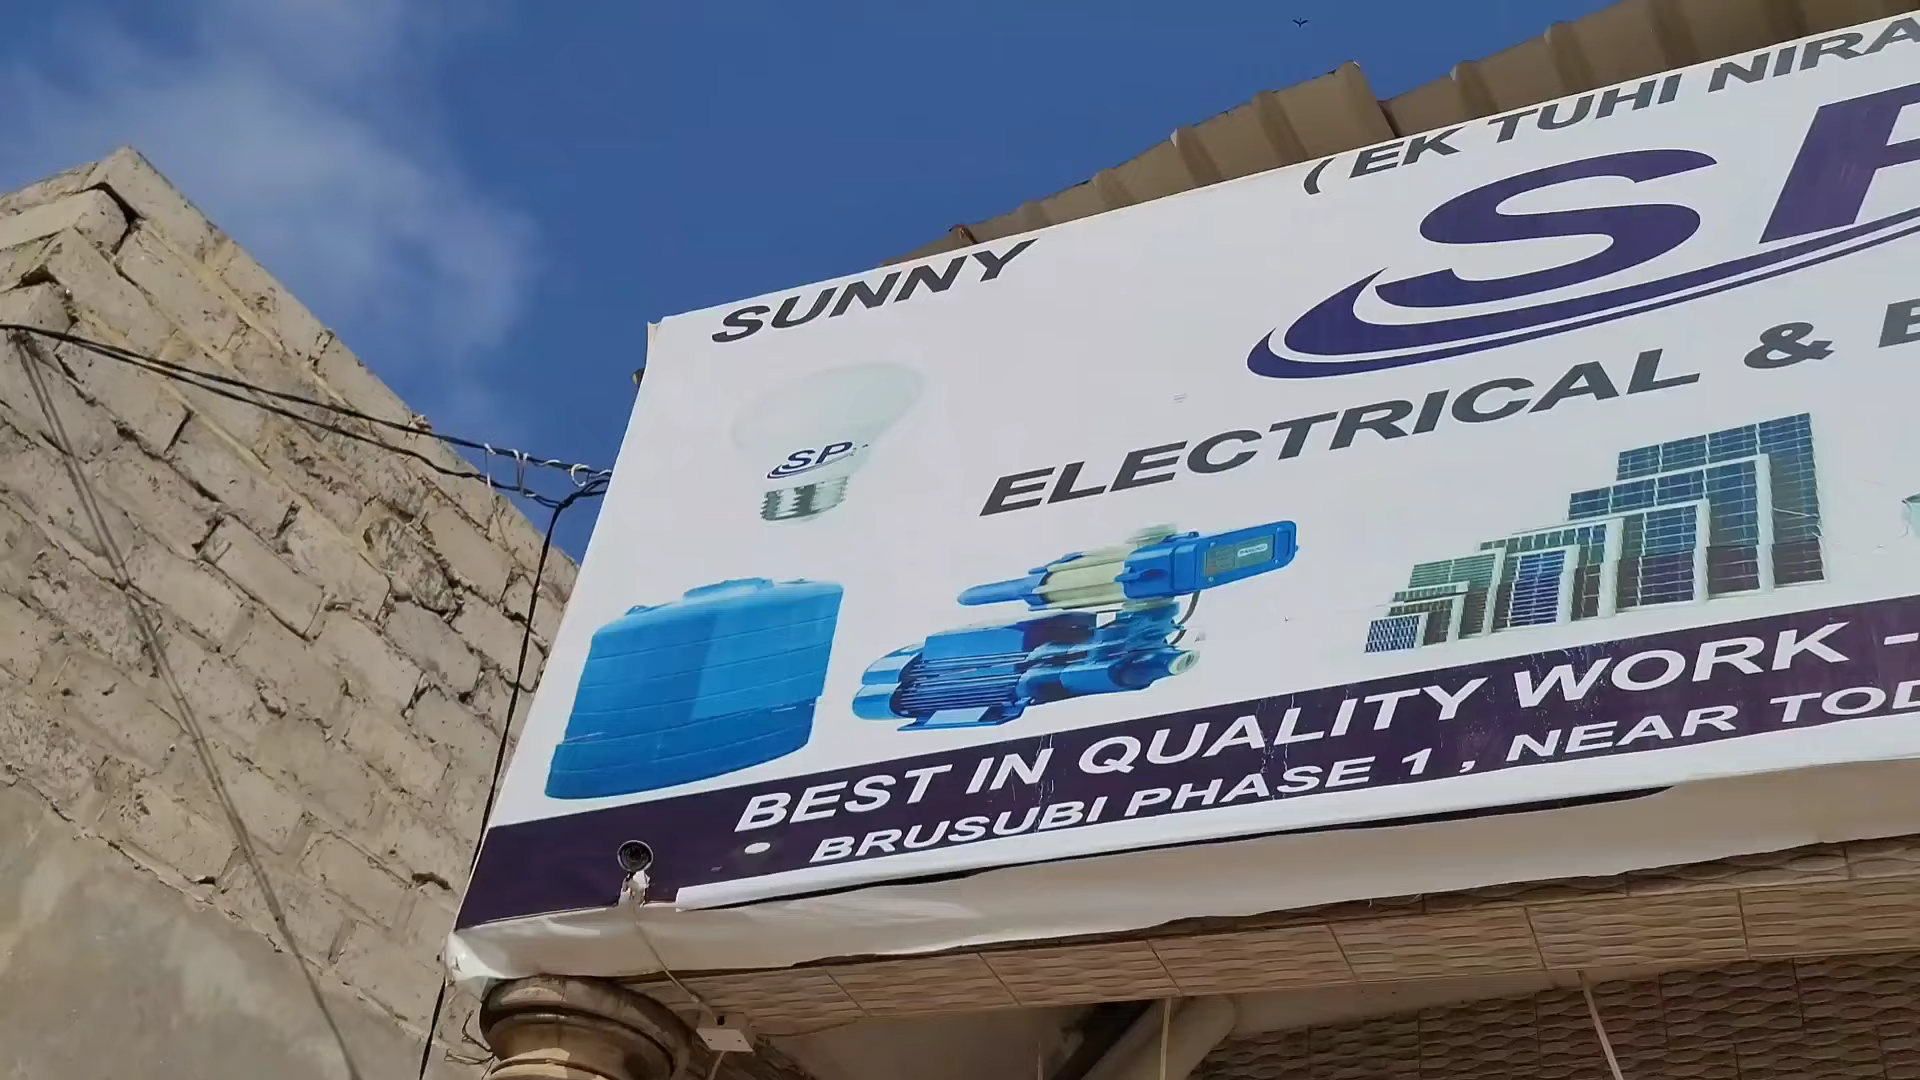 ( EK TUHI NIRA
SUNNY
SP
ELECTRICAL & E
SP
BEST IN QUALITY WORK -
BRUSUBI PHASE 1 , NEAR TOD